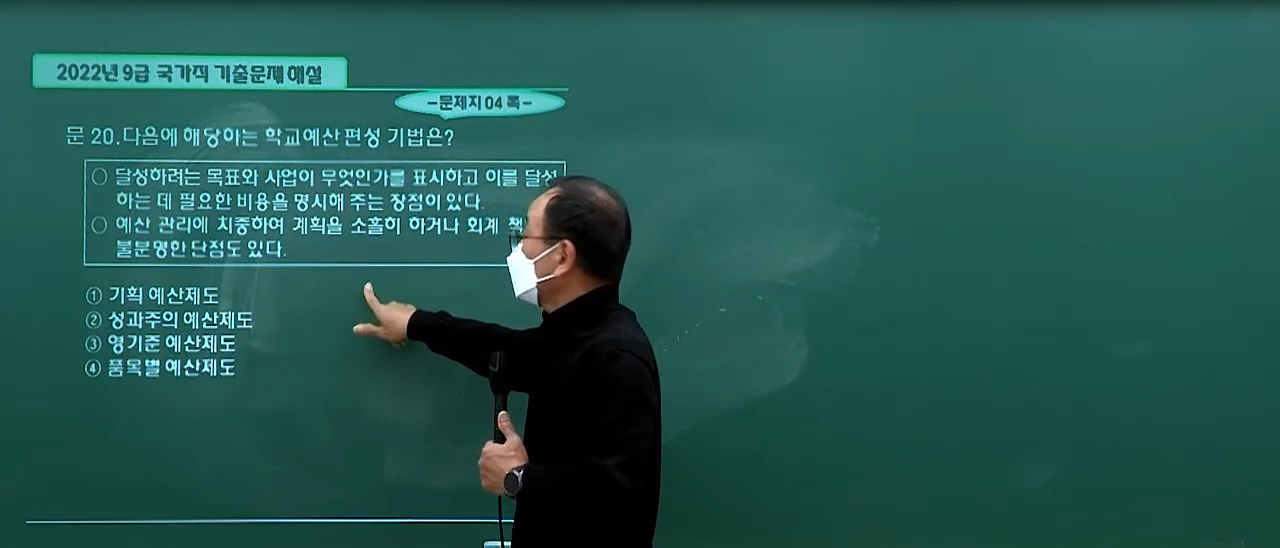 2022년 9급 국가직 기출문제 해설
-문제지 04 쪽-
문 20.다음에 해당하는 학교예산 편성 기법은?
○ 달성하려는 목표와 사업이 무엇인가를 표시하고 이를 달성
하는 데 필요한 비용을 명시해 주는 장점이 있다.
○ 예산 관리에 치중하여 계획을 소홀히 하거나 회계 책
불분명한 단점도 있다.
① 기획 예산제도
② 성과주의 예산제도
③ 영기준 예산제도
④ 품목별 예산제도